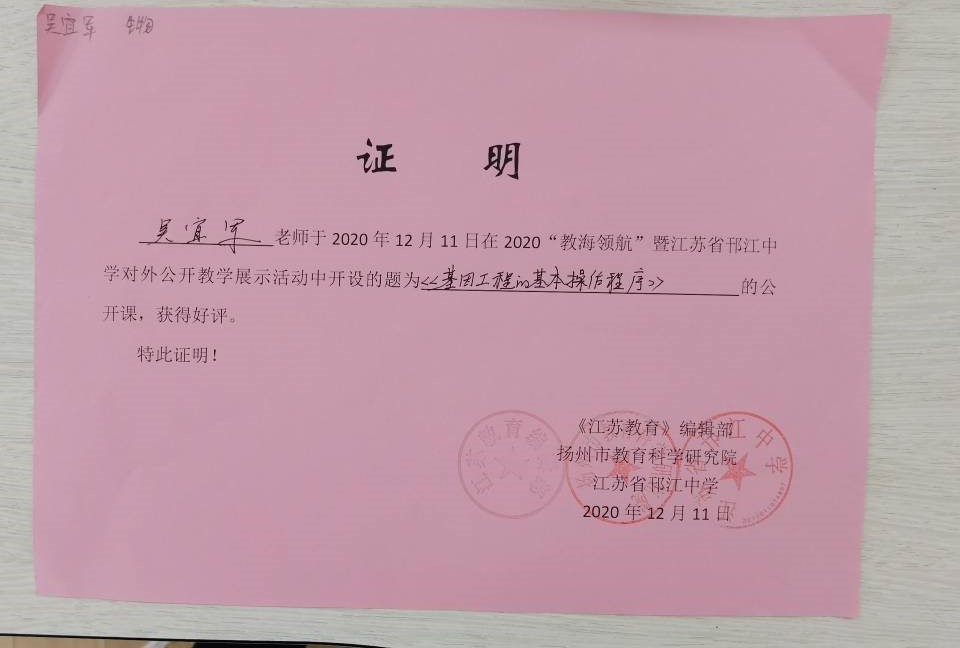 吴宜军 生物
证 明
吴宜军 老师于 2020 年 12 月 11 日在 2020“教海领航”暨江苏省邗江中
学对外公开教学展示活动中开设的题为<<基因工程的基本操作程序>>的公
开课，获得好评。
特此证明！
《江苏教育》编辑部
扬州市教育科学研究院
江苏省邗江中学
2020 年 12 月 11 日